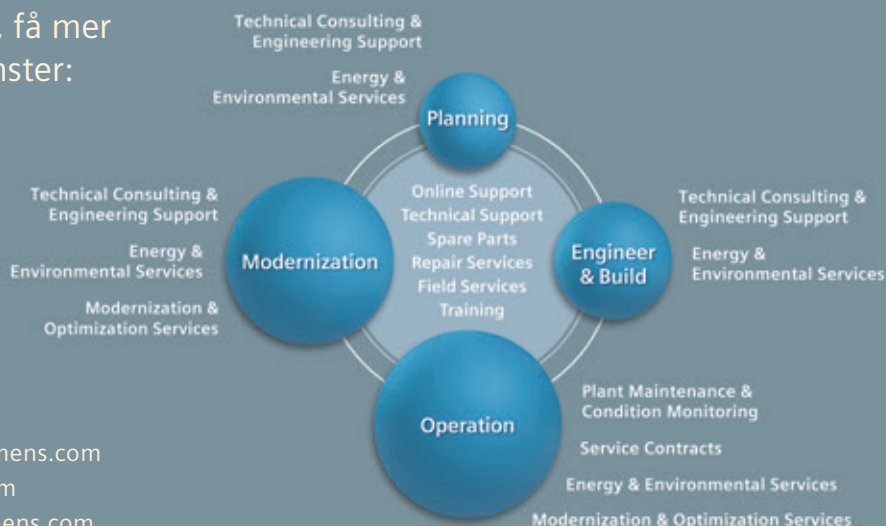 , få mer
nster:
Technical Consulting &
Engineering Support
Energy &
Environmental Services
Planning
Technical Consulting &
Engineering Support
Energy &
Environmental Services
Modernization &
Optimization Services
Modernization
Online Support
Technical Support
Spare Parts
Repair Services
Field Services
Training
Engineer
& Build
Technical Consulting &
Engineering Support
Energy &
Environmental Services
Operation
Plant Maintenance &
Condition Monitoring
Service Contracts
Energy & Environmental Services
Modernization & Optimization Services
nens.com
m
ens.com